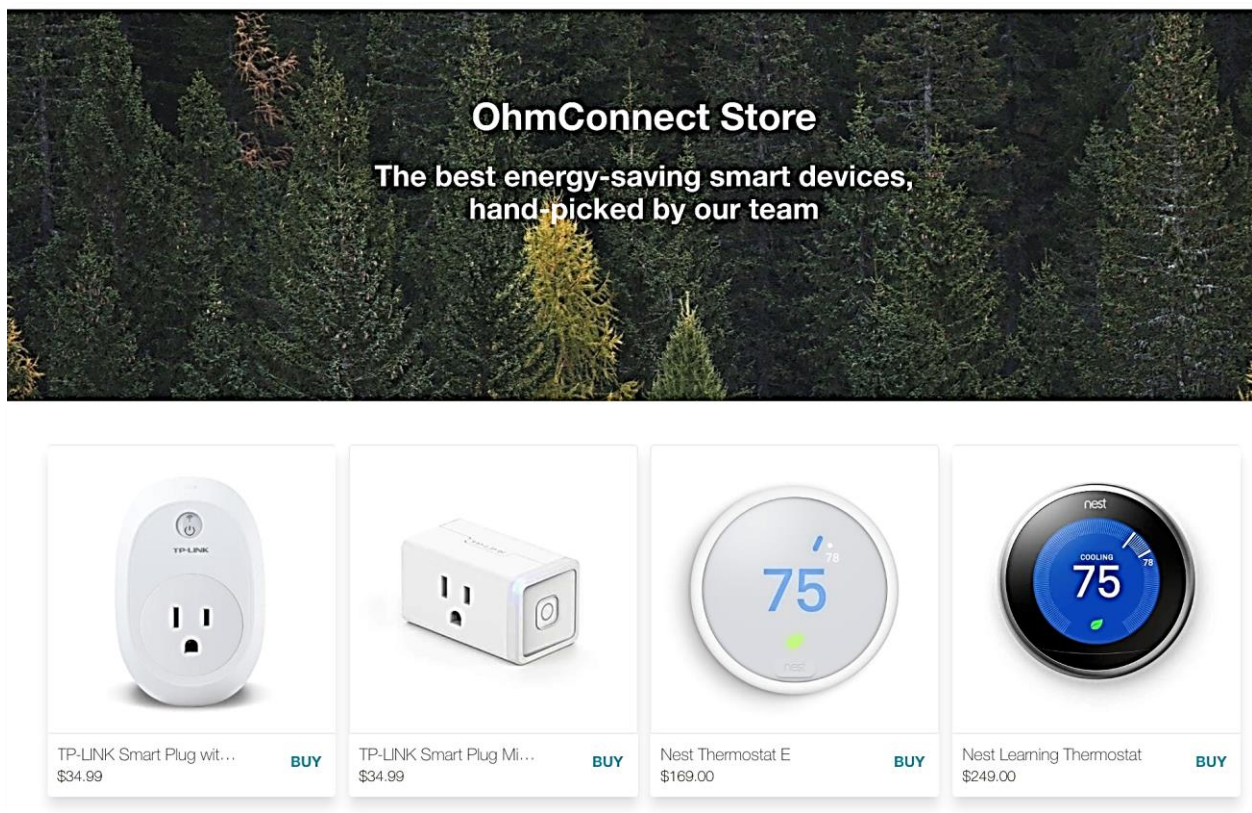 OhmConnect Store
The best energy-saving smart devices,
hand-picked by our team
TP-LINK
75
78
nest
nest
COOLING
75
78
TP-LINK Smart Plug wit...
$34.99
BUY
TP-LINK Smart Plug Mi...
$34.99
BUY
Nest Thermostat E
$169.00
BUY
Nest Learning Thermostat
$249.00
BUY